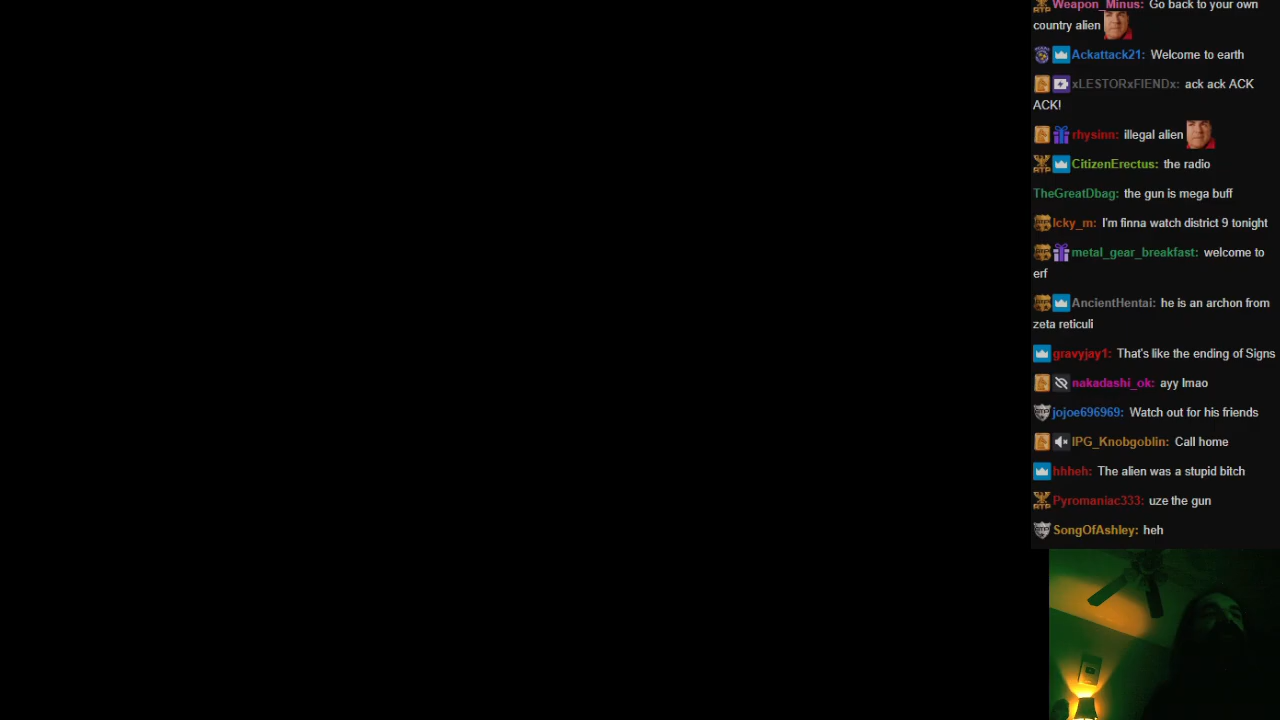 Weapon_Minus: Go back to your own
country alien
Ackattack21: Welcome to earth
xLESTORxFIENDx: ack ack ACK
ACK!
rhysinn: illegal alien
CitizenErectus: the radio
TheGreatDbag: the gun is mega buff
Icky_m: I'm finna watch district 9 tonight
metal_gear_breakfast: welcome to
erf
AncientHentai: he is an archon from
zeta reticuli
gravyjay1: That's like the ending of Signs
nakadashi_ok: ayy lmao
jojoe696969: Watch out for his friends
IPG_Knobgoblin: Call home
hhheh: The alien was a stupid bitch
Pyromaniac333: uze the gun
SongOfAshley: heh